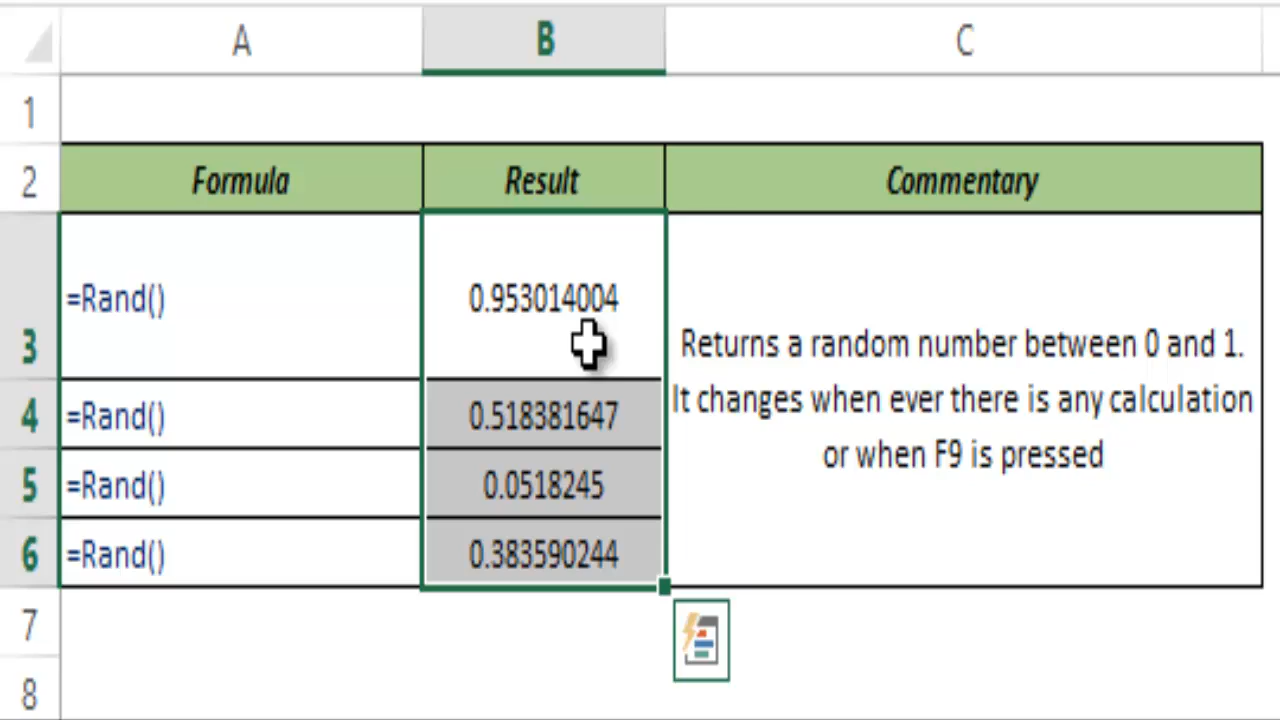 A B C
1
2 Formula Result Commentary
3 =Rand() 0.953014004
Returns a random number between 0 and 1.
It changes when ever there is any calculation
or when F9 is pressed
4 =Rand() 0.518381647
5 =Rand() 0.0518245
6 =Rand() 0.383590244
7
8